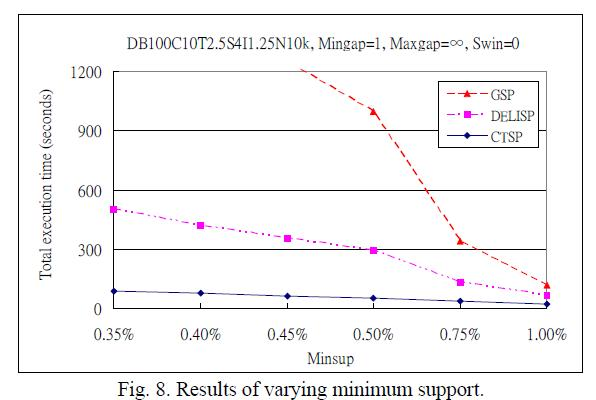 DB100C10T2.5S4I1.25N10k, Mingap=1, Maxgap=∞, Swin=0
Total execution time (seconds)
1200
900
600
300
0
GSP
DELISP
CTSP
0.35% 0.40% 0.45% 0.50% 0.75% 1.00%
Minsup
Fig. 8. Results of varying minimum support.